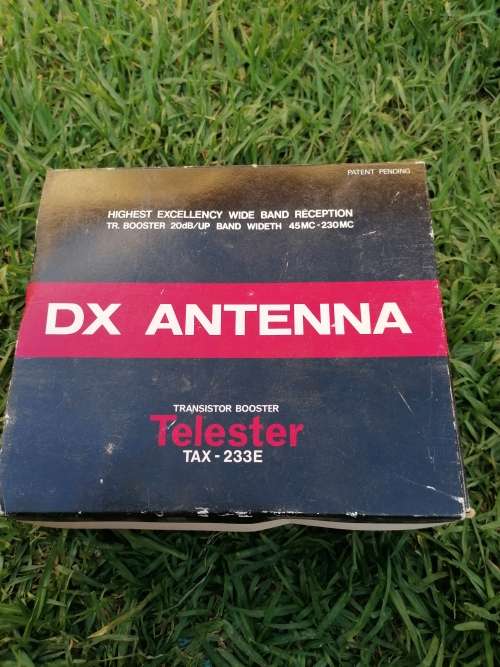 PATENT PENDING
HIGHEST EXCELLENCY WIDE BAND RECEPTION
TR. BOOSTER 20dB/UP BAND WIDETH 45MC-230MC
DX ANTENNA
TRANSISTOR BOOSTER
Telester
TAX-233E